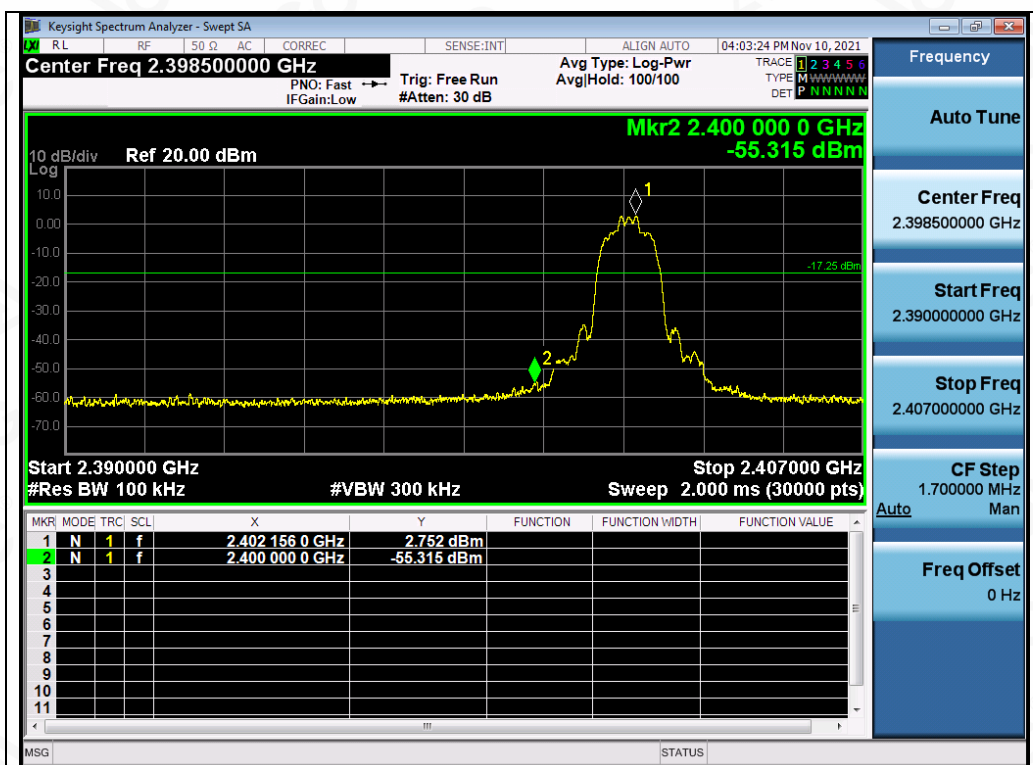 Keysight Spectrum Analyzer - Swept SA
LXI RL RF 50 Ω AC CORREC SENSE:INT ALIGN AUTO 04:03:24 PM Nov 10, 2021
Center Freq 2.398500000 GHz
PNO: Fast
IFGain:Low
Trig: Free Run
#Atten: 30 dB
Avg Type: Log-Pwr
Avg|Hold: 100/100
TRACE 1 2 3 4 5 6
TYPE M WWWWW
DET P N N N N N
Mkr2 2.400 000 0 GHz
-55.315 dBm
10 dB/div Ref 20.00 dBm
Log
10.0
0.00
-10.0
-20.0
-30.0
-40.0
-50.0
-60.0
-70.0
1
-17.25 dBm
2
Start 2.390000 GHz Stop 2.407000 GHz
#Res BW 100 kHz #VBW 300 kHz Sweep 2.000 ms (30000 pts)
MKR MODE TRC SCL X Y FUNCTION FUNCTION WIDTH FUNCTION VALUE
1 N 1 f 2.402 156 0 GHz 2.752 dBm
2 N 1 f 2.400 000 0 GHz -55.315 dBm
3
4
5
6
7
8
9
10
11
MSG STATUS
Frequency
Auto Tune
Center Freq
2.398500000 GHz
Start Freq
2.390000000 GHz
Stop Freq
2.407000000 GHz
CF Step
1.700000 MHz
Auto Man
Freq Offset
0 Hz